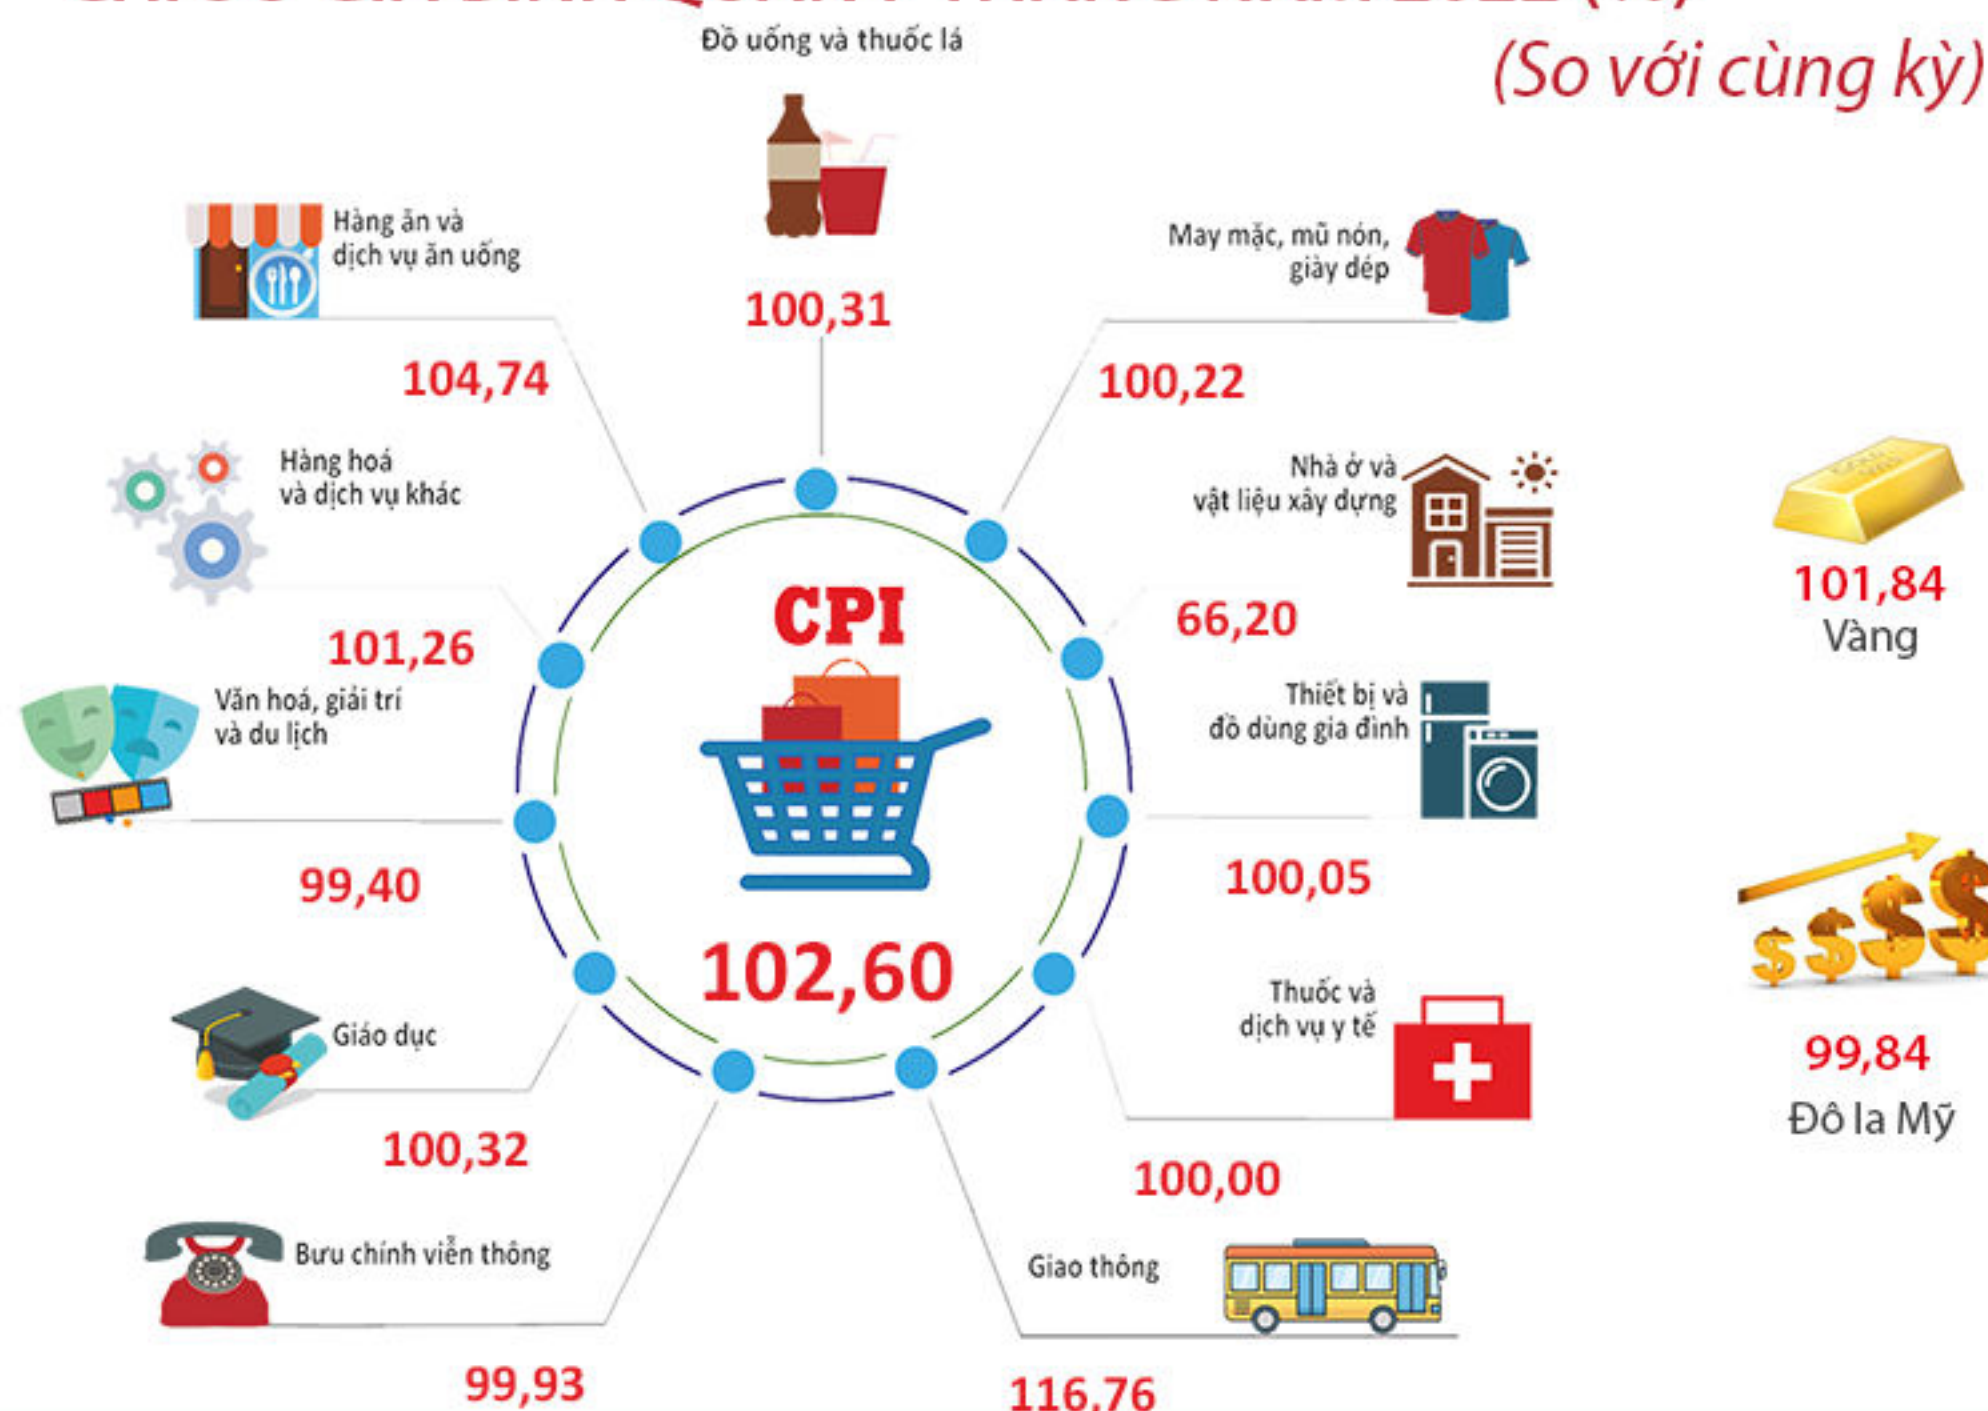 (%)
(So với cùng kỳ)
Đồ uống và thuốc lá
100,31
Hàng ăn và
dịch vụ ăn uống
104,74
May mặc, mũ nón,
giày dép
100,22
Hàng hoá
và dịch vụ khác
101,26
Nhà ở và
vật liệu xây dựng
66,20
Văn hoá, giải trí
và du lịch
99,40
Thiết bị và
đồ dùng gia đình
100,05
CPI
102,60
Giáo dục
100,32
Thuốc và
dịch vụ y tế
100,00
Bưu chính viễn thông
99,93
Giao thông
116,76
101,84
Vàng
99,84
Đô la Mỹ